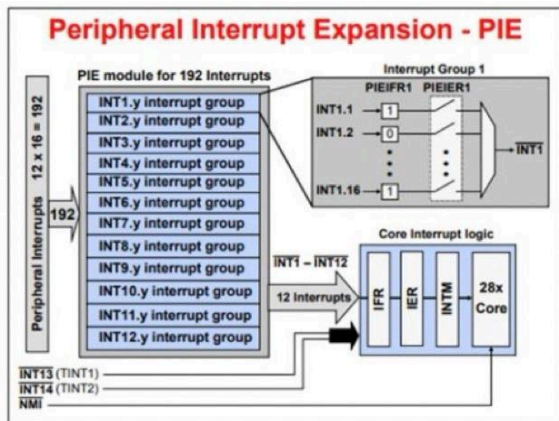 Peripheral Interrupt Expansion - PIE
Peripheral Interrupts 12 x 16 = 192
192
PIE module for 192 Interrupts
INT1.y interrupt group
INT2.y interrupt group
INT3.y interrupt group
INT4.y interrupt group
INT5.y interrupt group
INT6.y interrupt group
INT7.y interrupt group
INT8.y interrupt group
INT9.y interrupt group
INT10.y interrupt group
INT11.y interrupt group
INT12.y interrupt group
Interrupt Group 1
PIEIFR1 PIEIER1
INT1.1 1
INT1.2 0
INT1
INT1.16 1
INT1 – INT12
12 Interrupts
Core Interrupt logic
IFR
IER
INTM
28x
Core
INT13 (TINT1)
INT14 (TINT2)
NMI